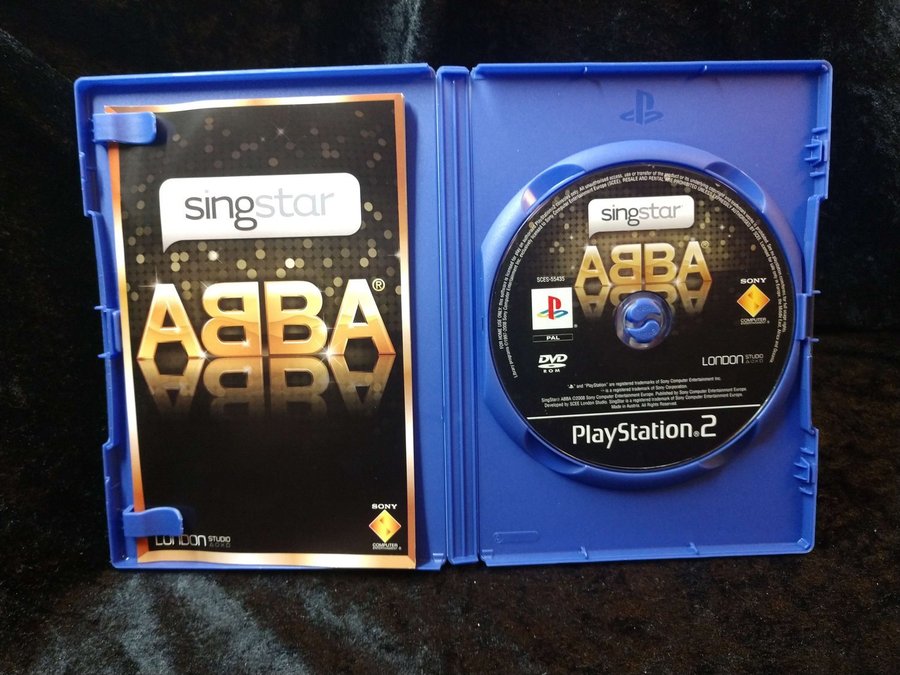 singstar
ABBA®
LONDON STUDIO
SONY
COMPUTER
ENTERTAINMENT®
singstar
ABBA®
SCES-55435
SONY
COMPUTER
ENTERTAINMENT®
PAL
DVD
ROM
LONDON STUDIO
and "PlayStation" are registered trademarks of Sony Computer Entertainment Inc.
is a registered trademark of Sony Corporation.
SingStar® ABBA ©2008 Sony Computer Entertainment Europe. Published by Sony Computer Entertainment Europe.
Developed by SCEE London Studio. SingStar is a registered trademark of Sony Computer Entertainment Europe.
Made in Austria. All Rights Reserved.
PlayStation®2